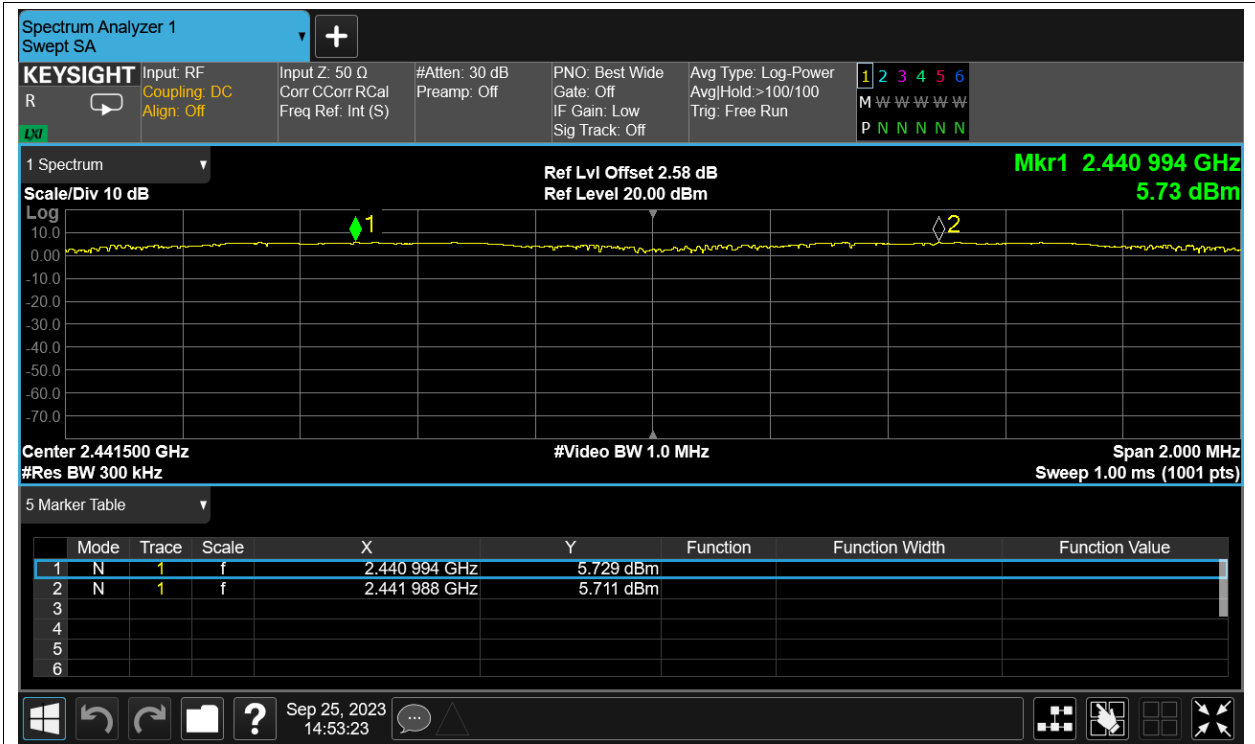 Spectrum Analyzer 1
Swept SA
KEYSIGHT
R
LXI
Input: RF
Coupling: DC
Align: Off
Input Z: 50 Ω
Corr CCorr RCal
Freq Ref: Int (S)
#Atten: 30 dB
Preamp: Off
PNO: Best Wide
Gate: Off
IF Gain: Low
Sig Track: Off
Avg Type: Log-Power
Avg|Hold:>100/100
Trig: Free Run
1 2 3 4 5 6
M W W W W W
P N N N N N
1 Spectrum
Scale/Div 10 dB
Ref Lvl Offset 2.58 dB
Ref Level 20.00 dBm
Mkr1 2.440 994 GHz
5.73 dBm
Log
10.0
0.00
-10.0
-20.0
-30.0
-40.0
-50.0
-60.0
-70.0
1
2
Center 2.441500 GHz
#Video BW 1.0 MHz
Span 2.000 MHz
#Res BW 300 kHz
Sweep 1.00 ms (1001 pts)
5 Marker Table
Mode Trace Scale X Y Function Function Width Function Value
1 N 1 f 2.440 994 GHz 5.729 dBm
2 N 1 f 2.441 988 GHz 5.711 dBm
3
4
5
6
?
Sep 25, 2023
14:53:23